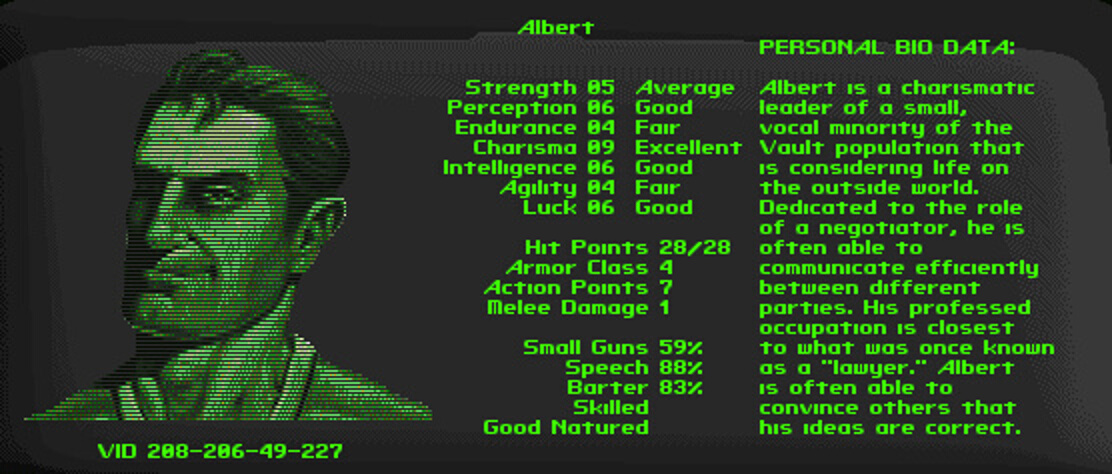 Albert
Strength 05 Average
Perception 06 Good
Endurance 04 Fair
Charisma 09 Excellent
Intelligence 06 Good
Agility 04 Fair
Luck 06 Good
Hit Points 28/28
Armor Class 4
Action Points 7
Melee Damage 1
Small Guns 59%
Speech 88%
Barter 83%
Skilled
Good Natured
VID 208-206-49-227
PERSONAL BIO DATA:
Albert is a charismatic
leader of a small,
vocal minority of the
Vault population that
is considering life on
the outside world.
Dedicated to the role
of a negotiator, he is
often able to
communicate efficiently
between different
parties. His professed
occupation is closest
to what was once known
as a "lawyer." Albert
is often able to
convince others that
his ideas are correct.